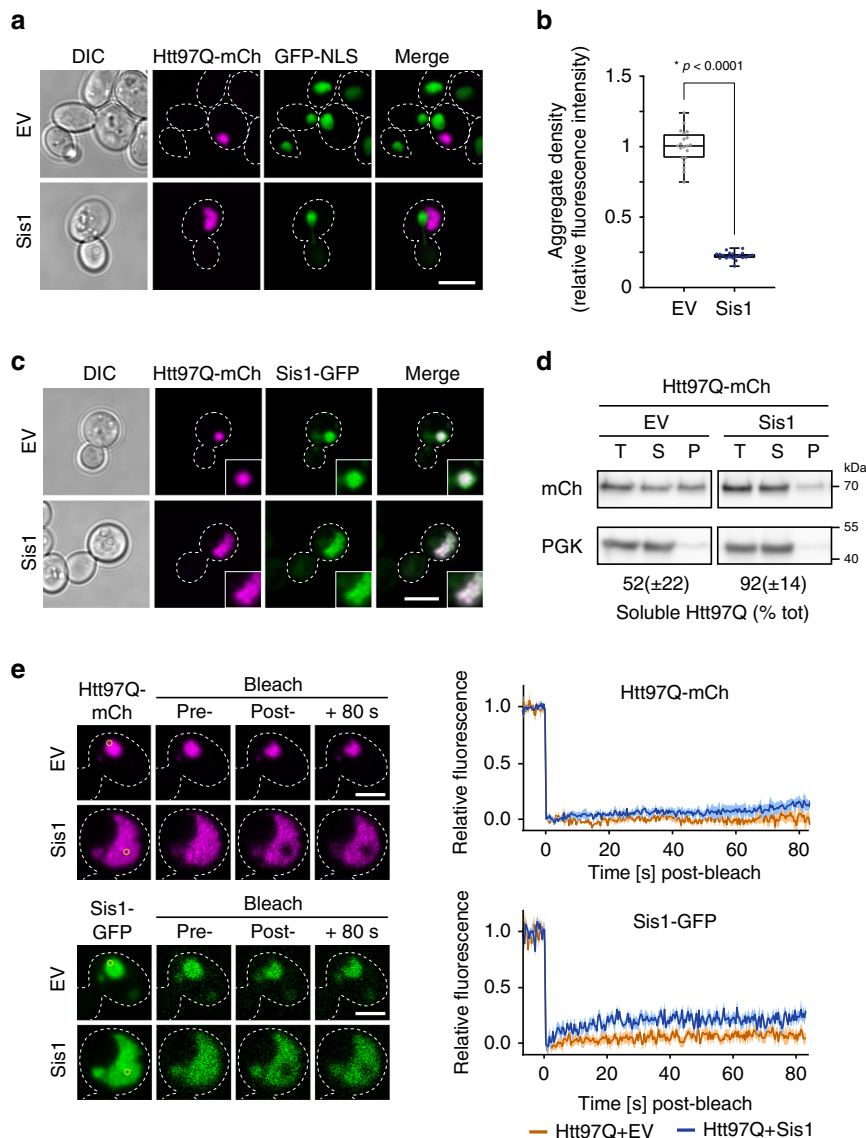 a
DIC Htt97Q-mCh GFP-NLS Merge
EV
Sis1
b
* p < 0.0001
Aggregate density
(relative fluorescence intensity)
1.5
1
0.5
0
EV Sis1
c
DIC Htt97Q-mCh Sis1-GFP Merge
EV
Sis1
d
Htt97Q-mCh
EV Sis1
T S P T S P
kDa
mCh 70
PGK 55
40
52(±22) 92(±14)
Soluble Htt97Q (% tot)
e
Htt97Q-
mCh
Bleach
Pre- Post- + 80 s
EV
Sis1
Sis1-
GFP
Bleach
Pre- Post- + 80 s
EV
Sis1
Htt97Q-mCh
Relative fluorescence
1.0
0.5
0.0
0 20 40 60 80
Time [s] post-bleach
Sis1-GFP
Relative fluorescence
1.0
0.5
0.0
0 20 40 60 80
Time [s] post-bleach
Htt97Q+EV Htt97Q+Sis1